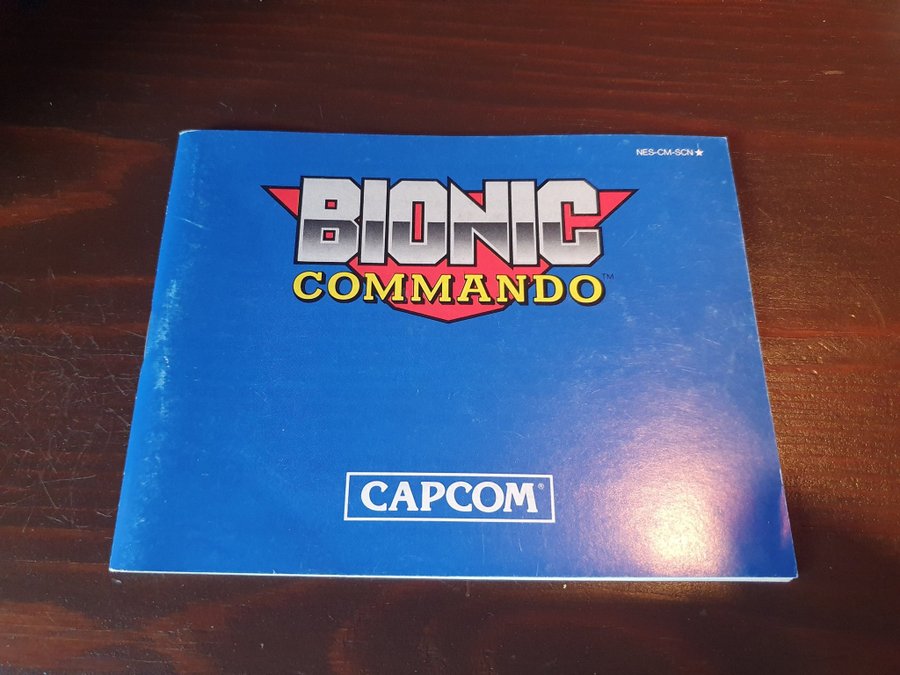 NES-CM-SCN★
BIONIC
COMMANDO™
CAPCOM®